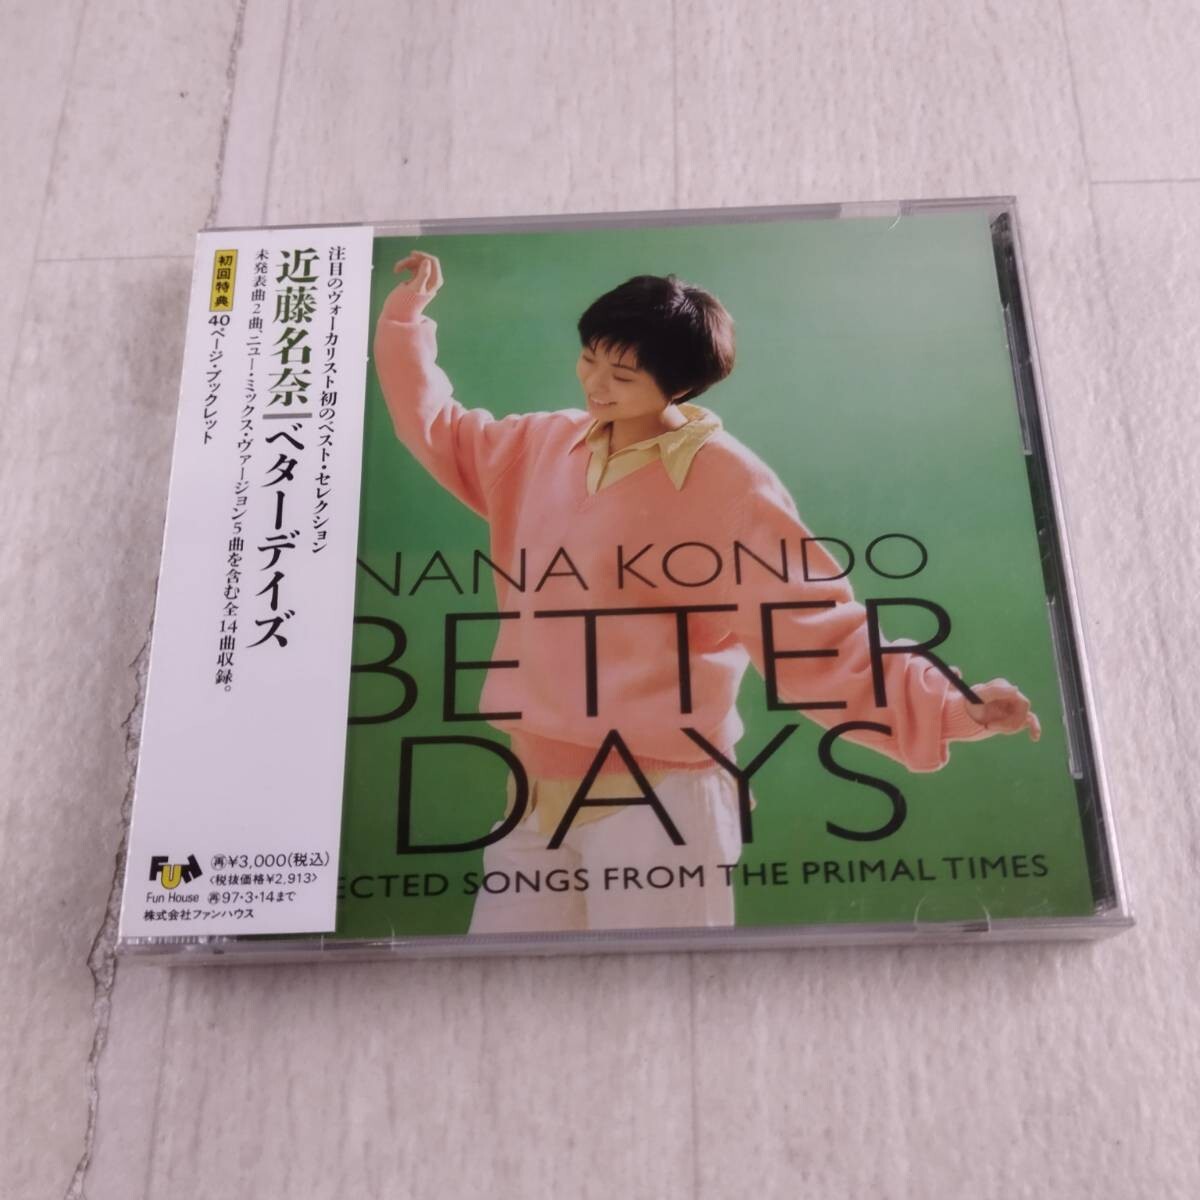 注目のヴォーカリスト初のベスト・セレクション
近藤名奈|ベターデイズ
未発表曲2曲、ニュー・ミックス・ヴァージョン5曲を含む全14曲収録。
初回特典 40ページ・ブックレット
Fun
Fun House
再¥3,000(税込)
<税抜価格¥2,913>
再97・3・14まで
株式会社ファンハウス
NANA KONDO
BETTER
DAYS
ECTED SONGS FROM THE PRIMAL TIMES